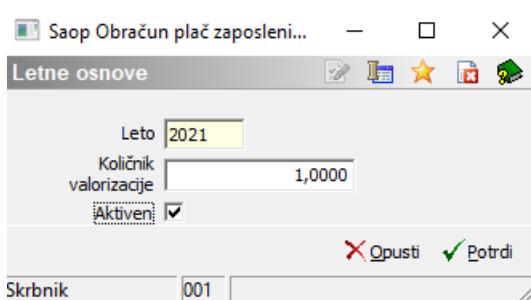 Saop Obračun plač zaposleni...
Letne osnove
Leto 2021
Količnik
valorizacije 1,0000
Aktiven
Opusti Potrdi
Skrbnik 001